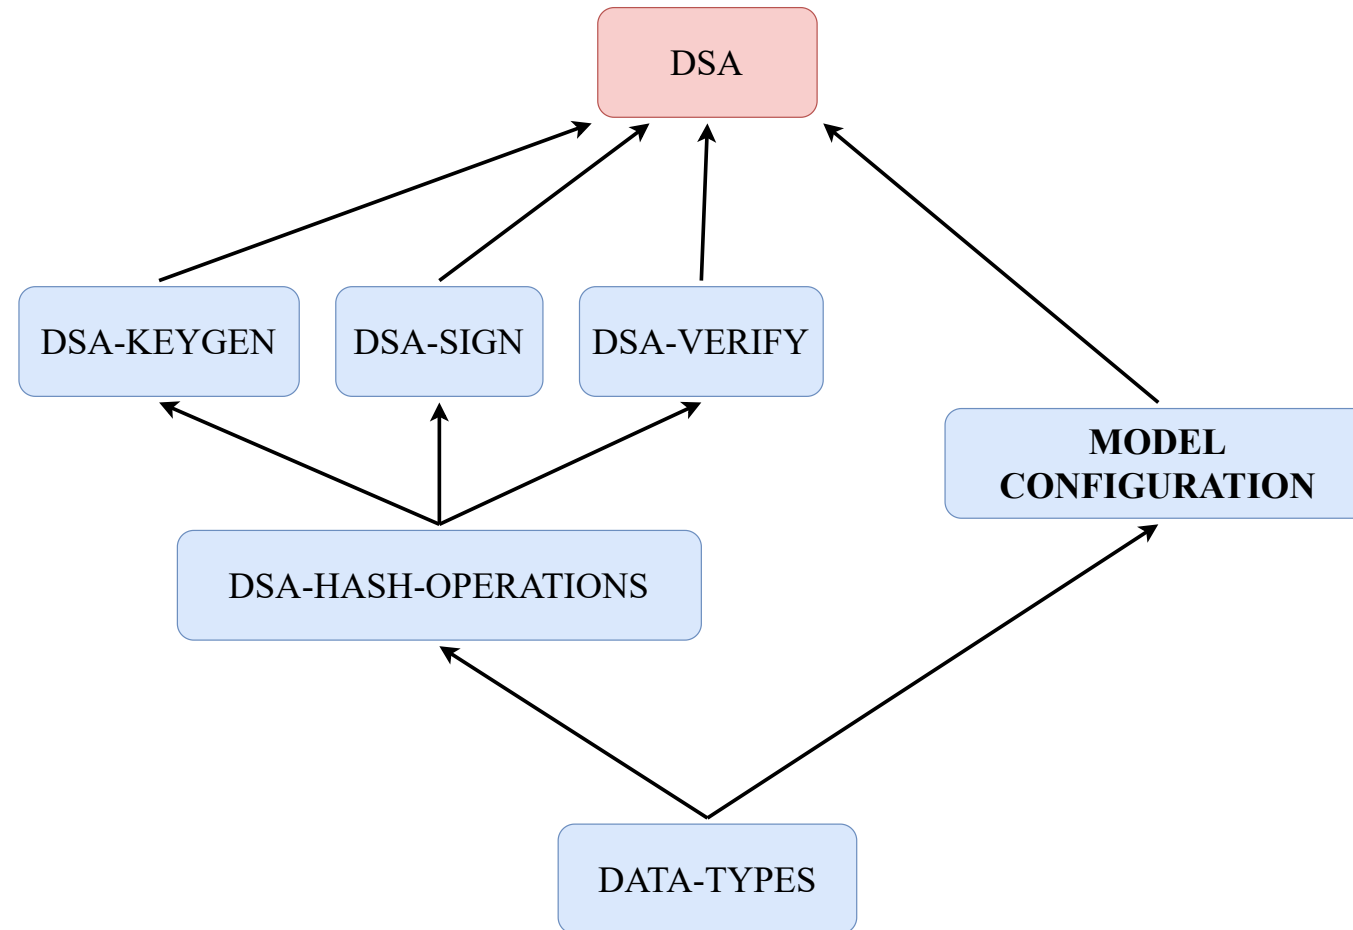 DSA
DSA-KEYGEN
DSA-SIGN
DSA-VERIFY
MODEL
CONFIGURATION
DSA-HASH-OPERATIONS
DATA-TYPES